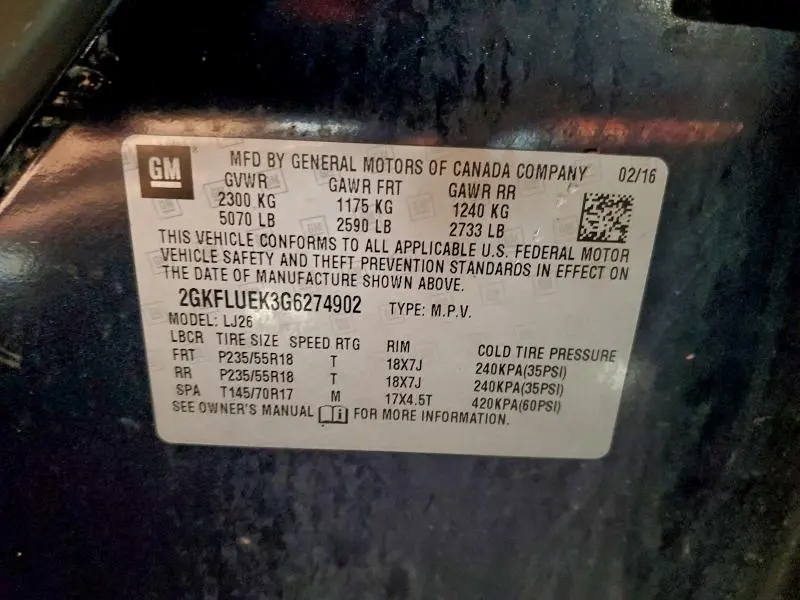 GM MFD BY GENERAL MOTORS OF CANADA COMPANY 02/16
GVWR GAWR FRT GAWR RR
2300 KG 1175 KG 1240 KG
5070 LB 2590 LB 2733 LB
THIS VEHICLE CONFORMS TO ALL APPLICABLE U.S. FEDERAL MOTOR
VEHICLE SAFETY AND THEFT PREVENTION STANDARDS IN EFFECT ON
THE DATE OF MANUFACTURE SHOWN ABOVE.
2GKFLUEK3G6274902 TYPE: M.P.V.
MODEL: LJ26
LBCR TIRE SIZE SPEED RTG RIM COLD TIRE PRESSURE
FRT P235/55R18 T 18X7J 240KPA(35PSI)
RR P235/55R18 T 18X7J 240KPA(35PSI)
SPA T145/70R17 M 17X4.5T 420KPA(60PSI)
SEE OWNER'S MANUAL FOR MORE INFORMATION.